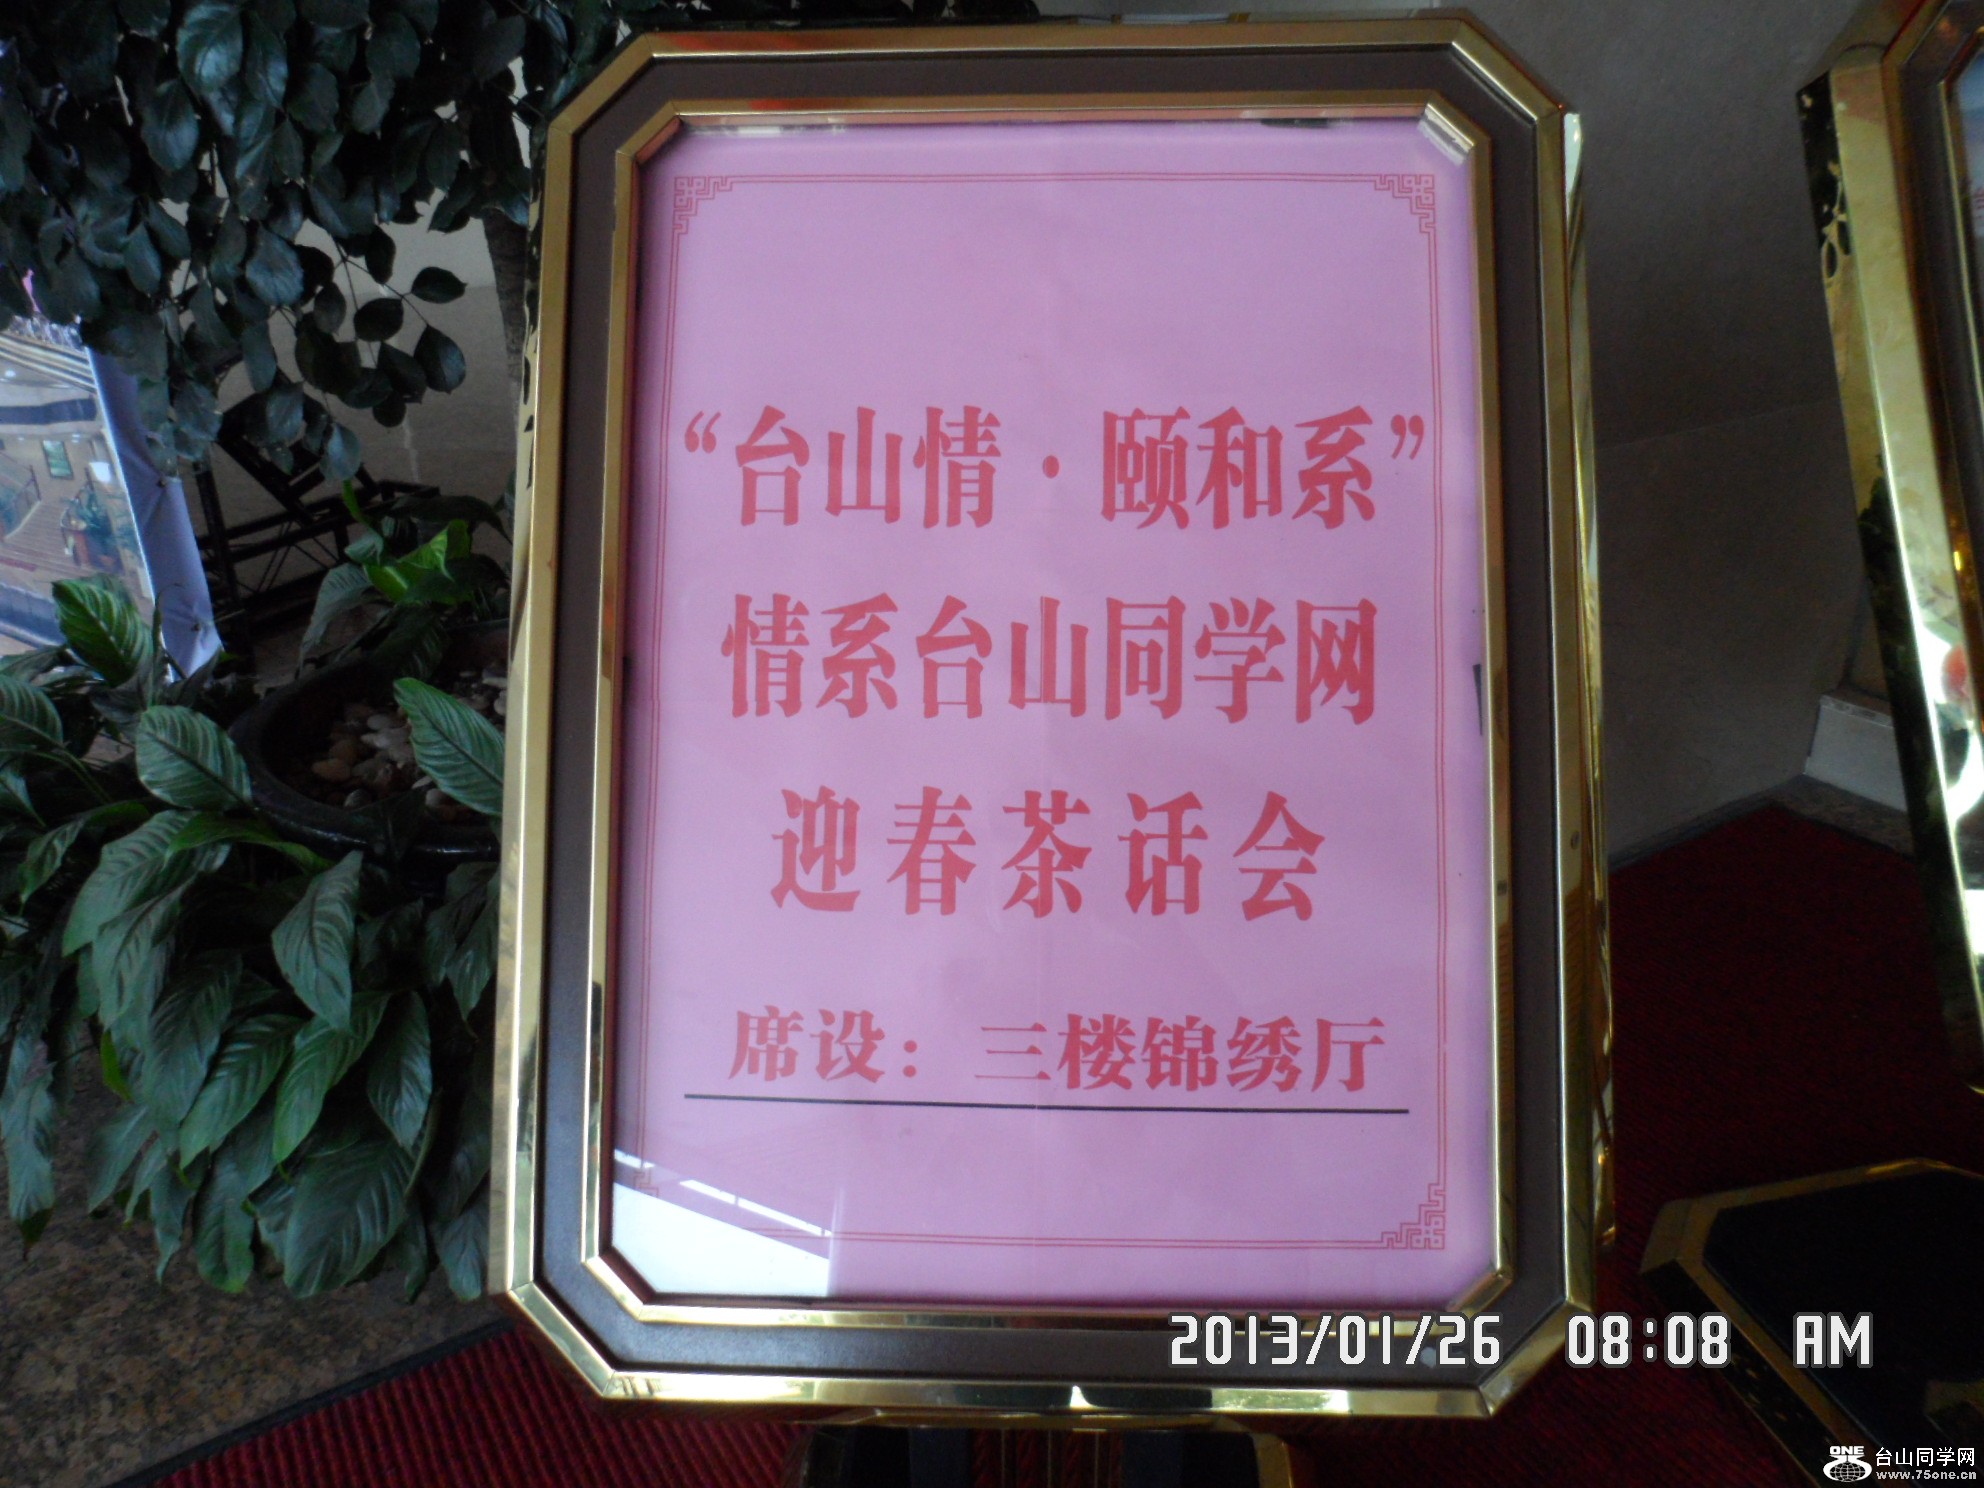 “台山情·颐和系”
情系台山同学网
迎春茶话会
席设：三楼锦绣厅
2013/01/26 08:08 AM
ONE 台山同学网
www.75one.cn